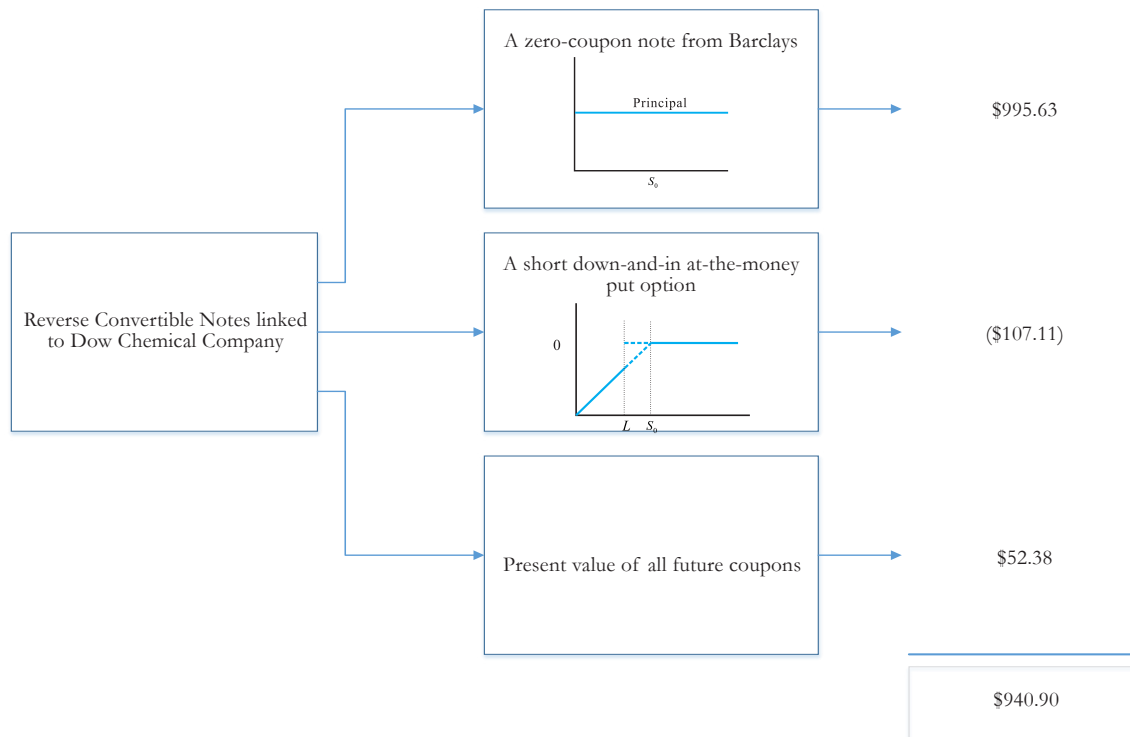 A zero-coupon note from Barclays
Principal
S₀
$995.63
Reverse Convertible Notes linked
to Dow Chemical Company
A short down-and-in at-the-money
put option
0
L S₀
($107.11)
Present value of all future coupons
$52.38
$940.90